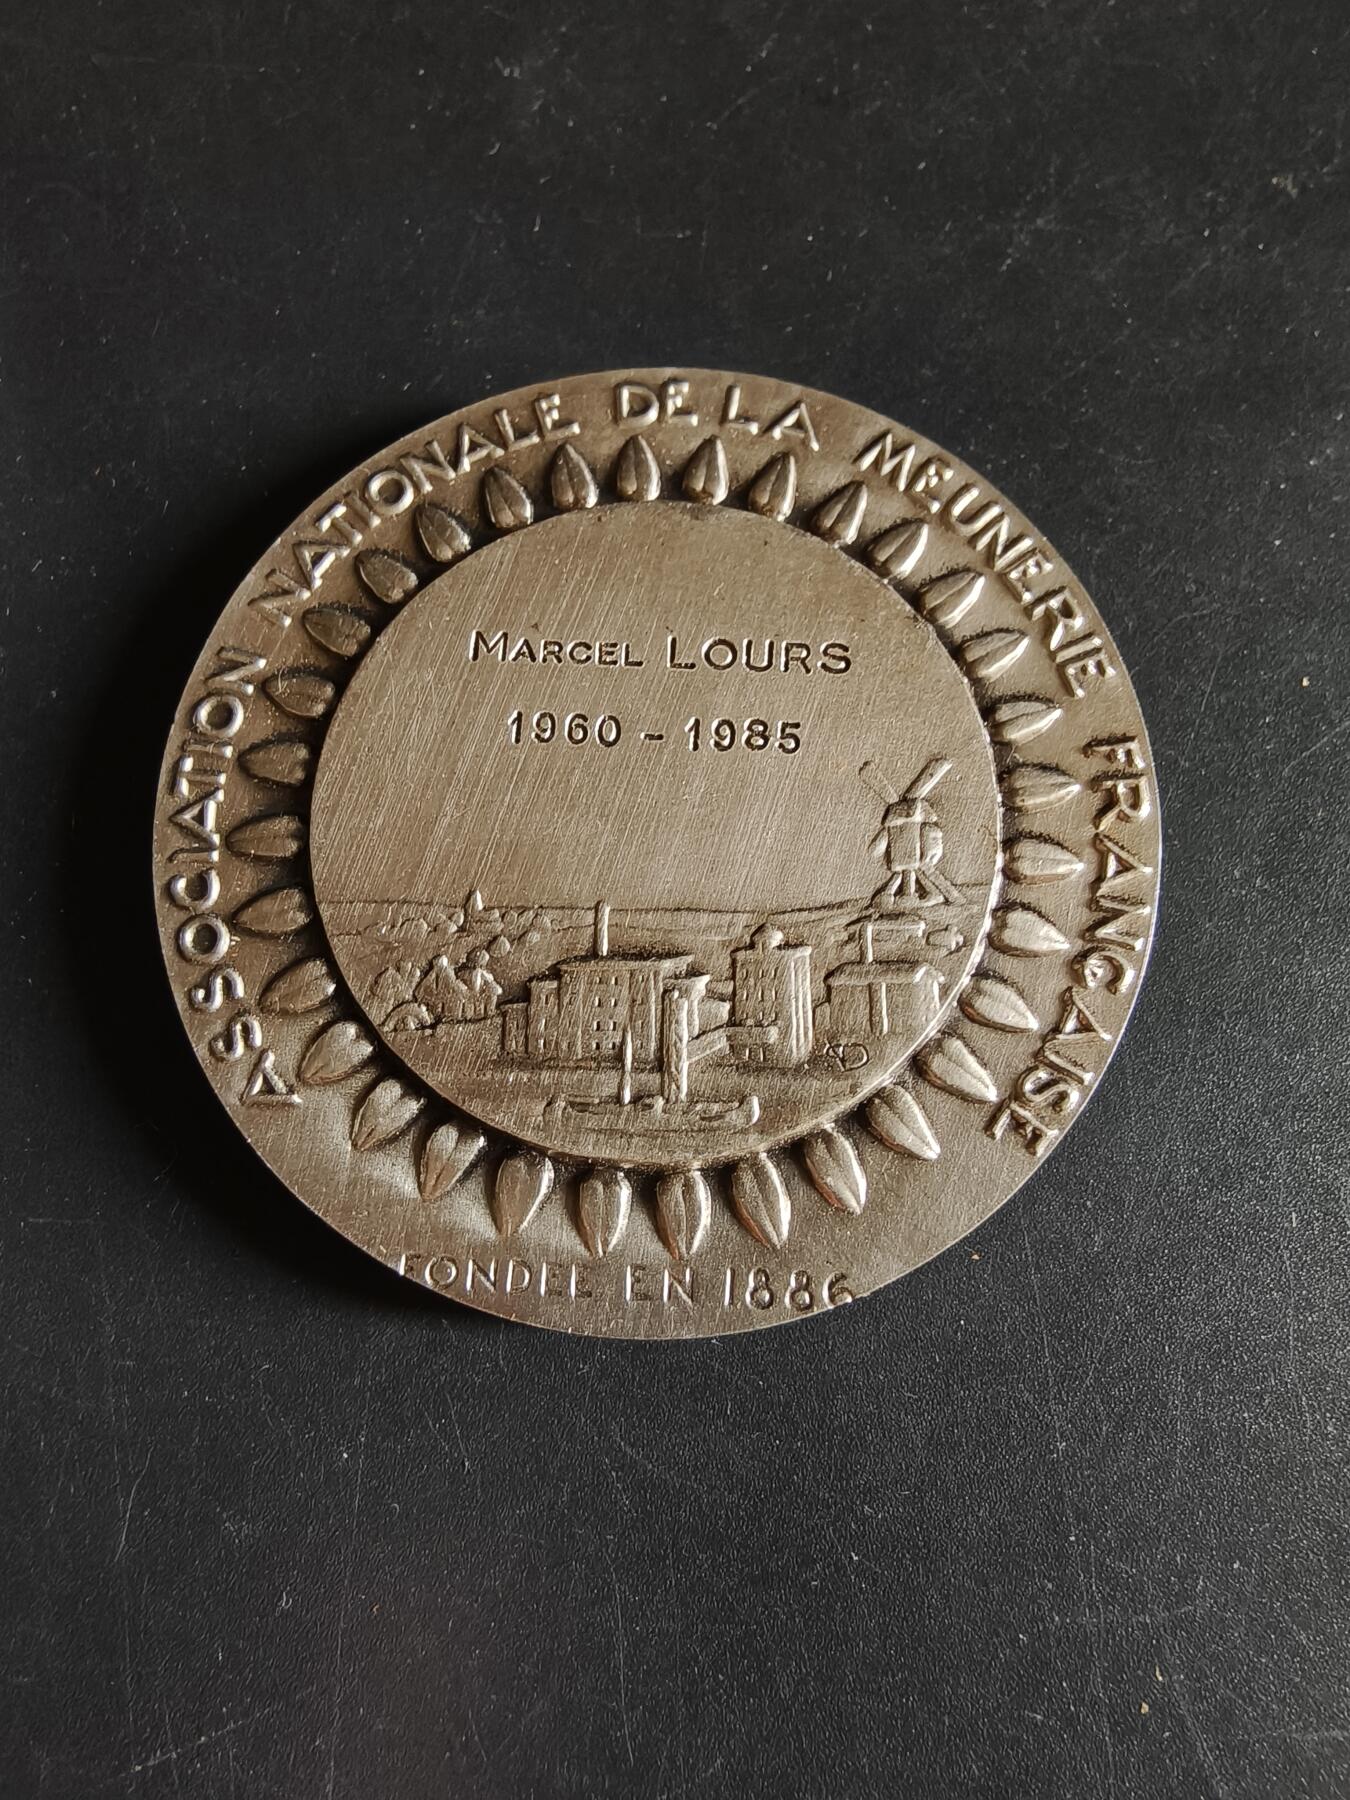 ASSOCIATION NATIONALE DE LA MEUNERIE FRANÇAISE
MARCEL LOURS
1960 - 1985
FONDEE EN 1886